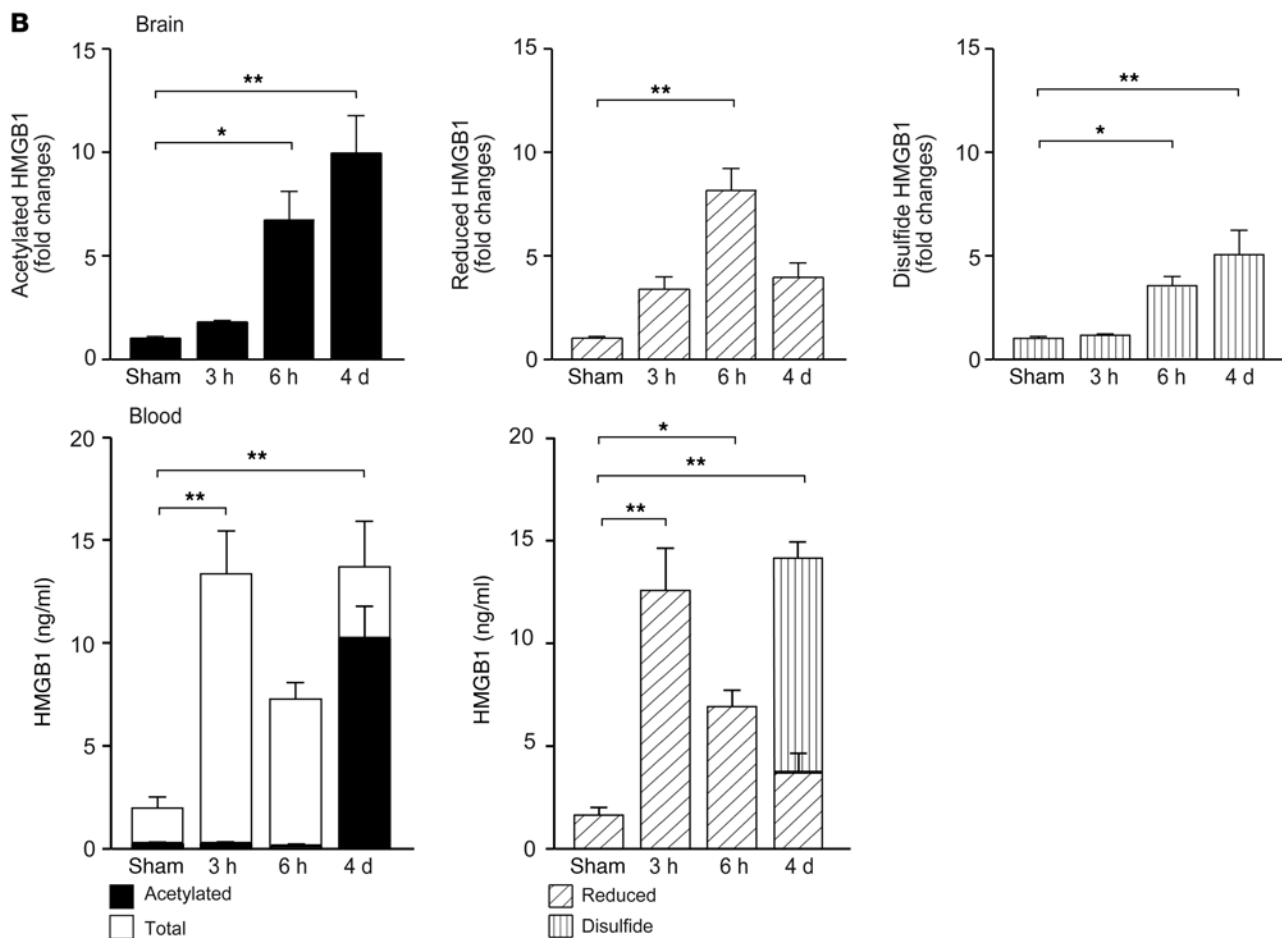 B
Brain
Acetylated HMGB1
(fold changes)
15
10
5
0
**
*
Sham 3 h 6 h 4 d
Reduced HMGB1
(fold changes)
15
10
5
0
**
Sham 3 h 6 h 4 d
Disulfide HMGB1
(fold changes)
15
10
5
0
**
*
Sham 3 h 6 h 4 d
Blood
HMGB1 (ng/ml)
20
15
10
5
0
**
**
Sham 3 h 6 h 4 d
Acetylated
Total
HMGB1 (ng/ml)
20
15
10
5
0
*
**
**
Sham 3 h 6 h 4 d
Reduced
Disulfide